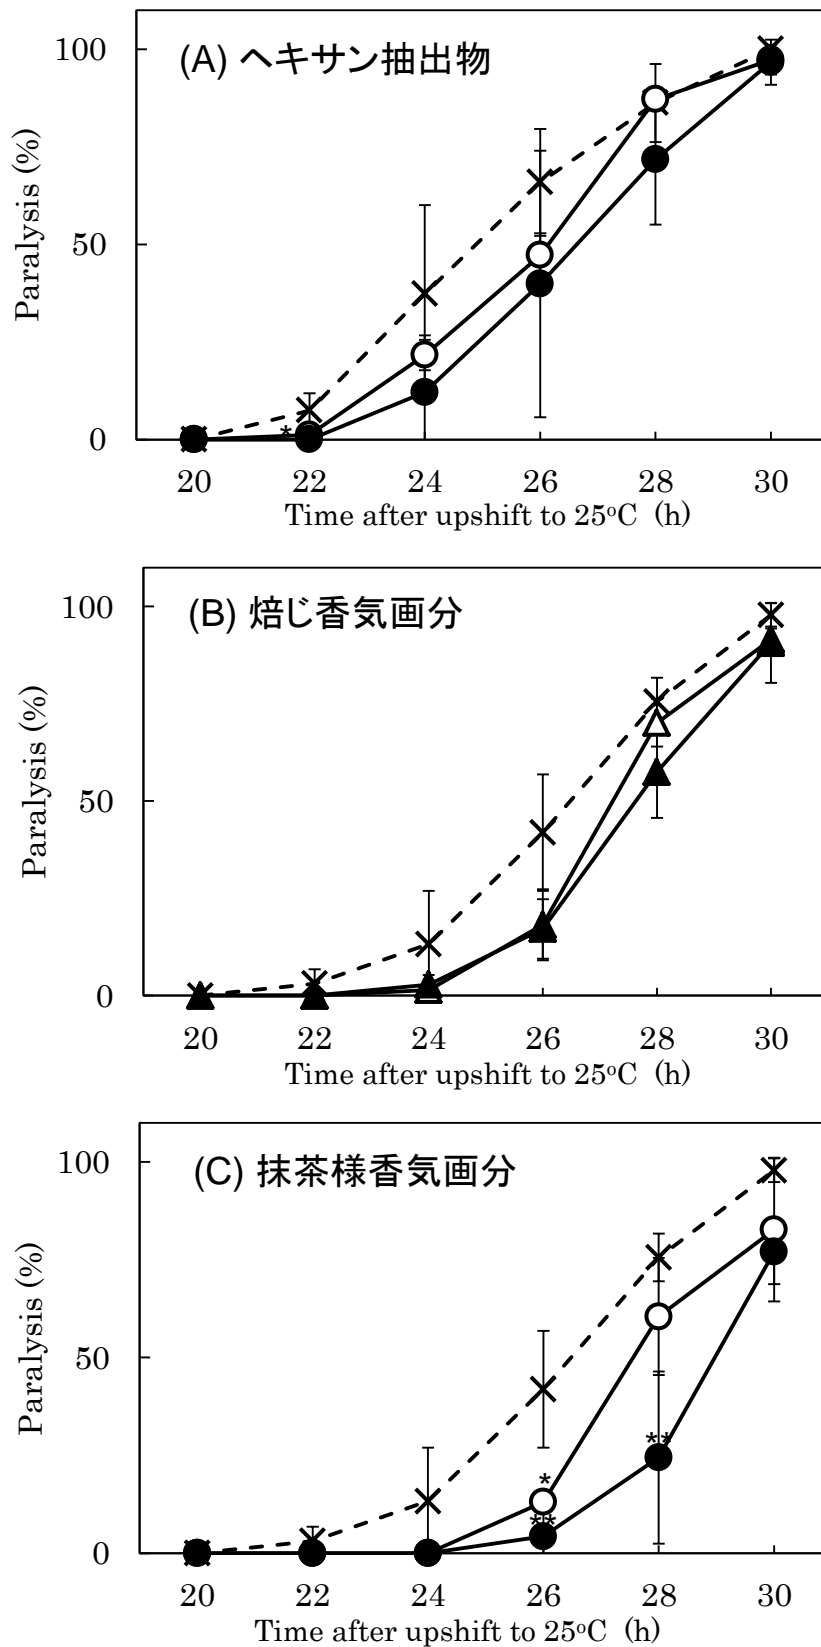 (A) ヘキサン抽出物
100
50
0
Paralysis (%)
*
20 22 24 26 28 30
Time after upshift to 25°C (h)
(B) 焙じ香気画分
100
50
0
Paralysis (%)
20 22 24 26 28 30
Time after upshift to 25°C (h)
(C) 抹茶様香気画分
100
50
0
Paralysis (%)
*
**
**
20 22 24 26 28 30
Time after upshift to 25°C (h)